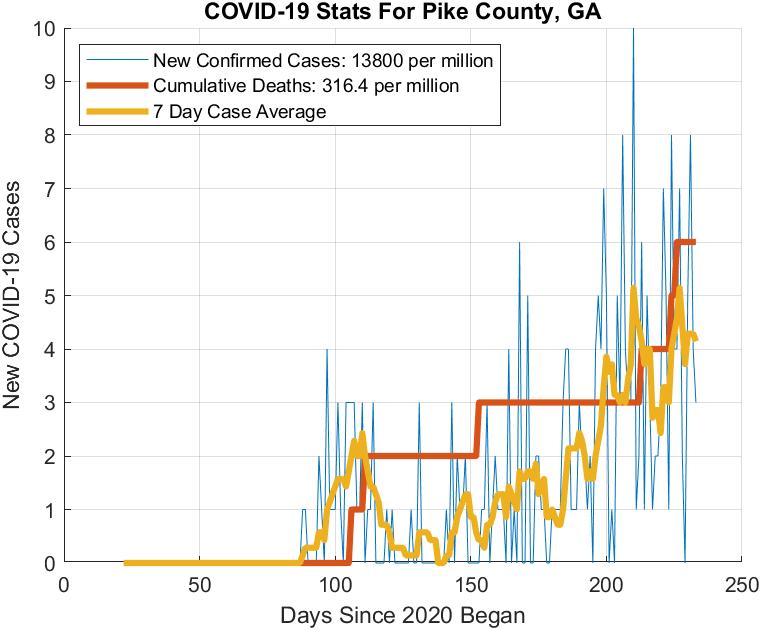 COVID-19 Stats For Pike County, GA
New Confirmed Cases: 13800 per million
Cumulative Deaths: 316.4 per million
7 Day Case Average
New COVID-19 Cases
10
9
8
7
6
5
4
3
2
1
0
0 50 100 150 200 250
Days Since 2020 Began